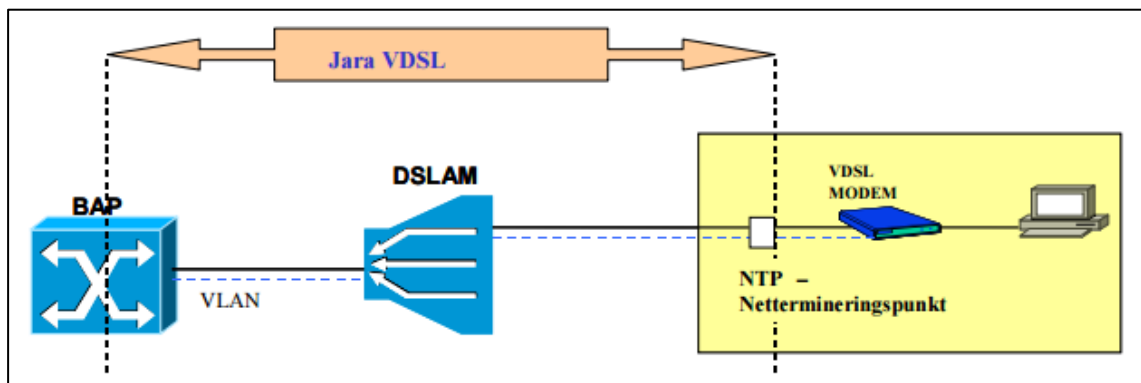 Jara VDSL
BAP
DSLAM
VLAN
VDSL
MODEM
NTP –
Nettermineringspunkt